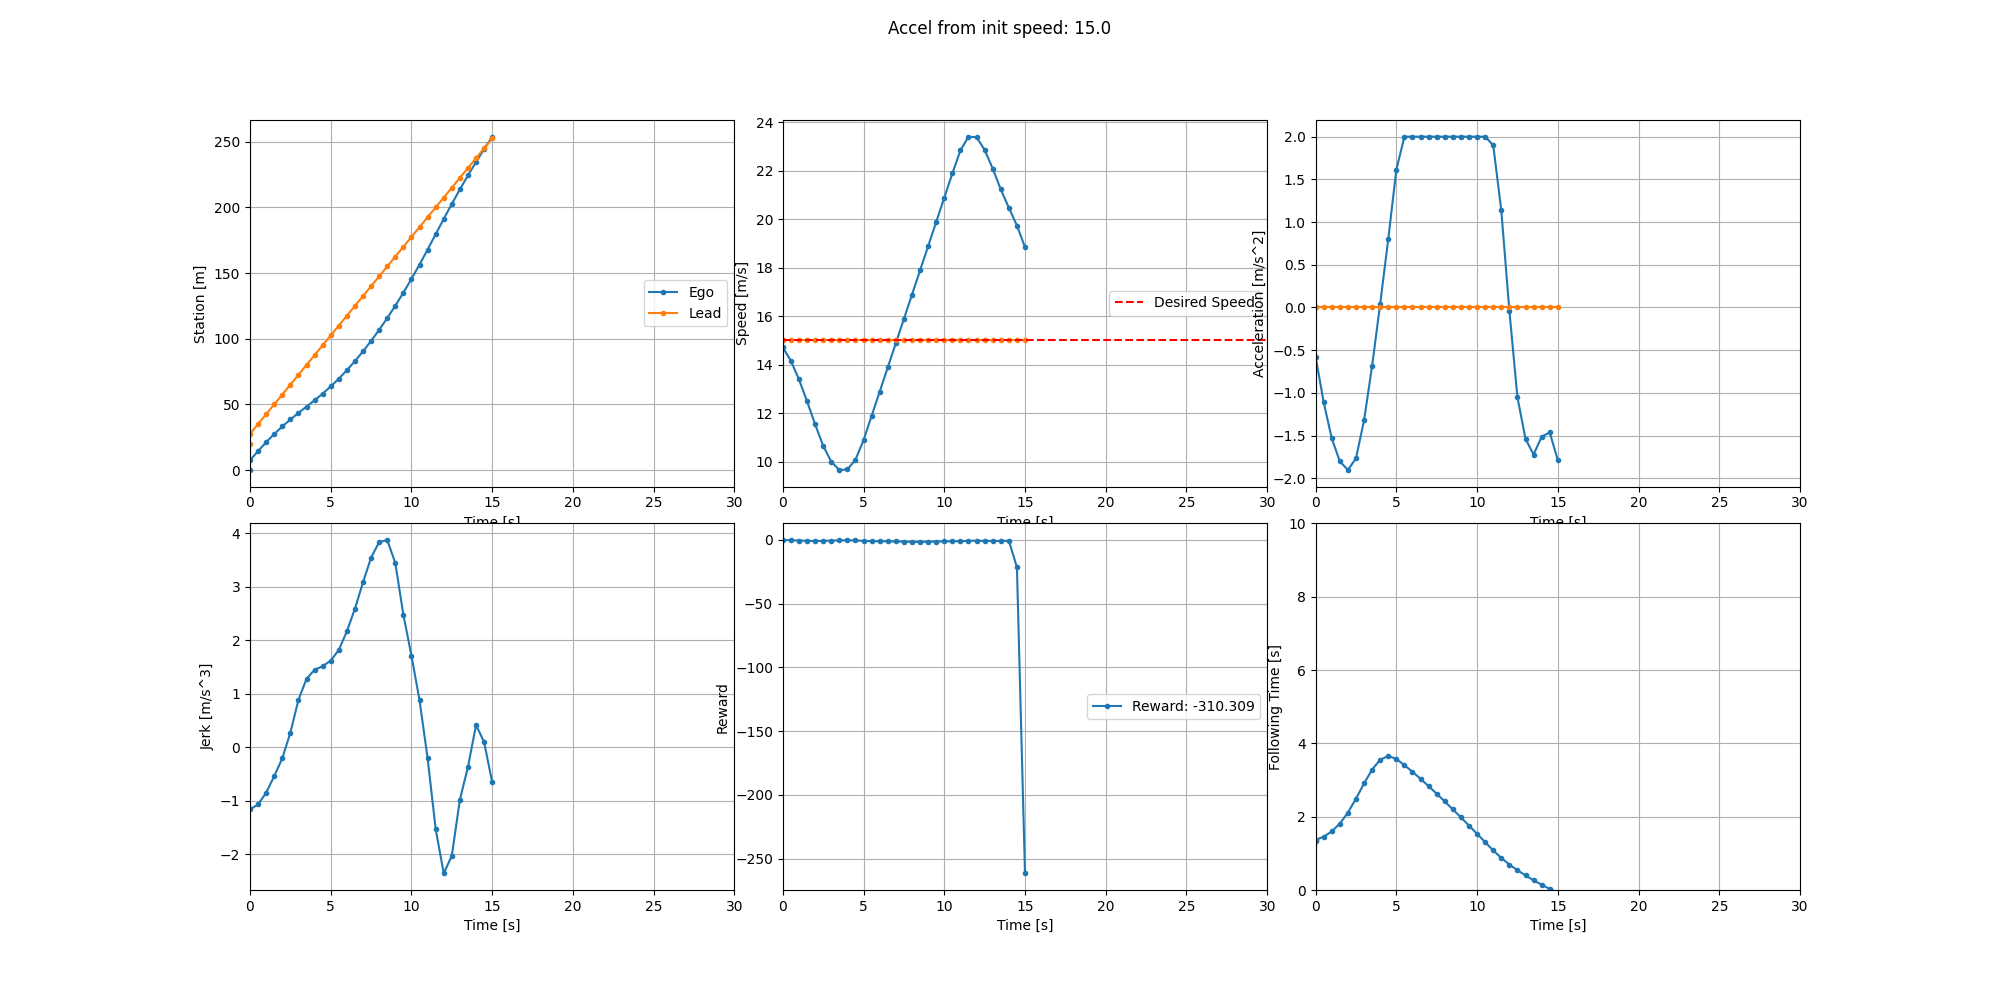 Accel from init speed: 15.0
Station [m]
250
200
150
100
50
0
0 5 10 15 20 25 30
Time [s]
Ego
Lead
Speed [m/s]
24
22
20
18
16
14
12
10
0 5 10 15 20 25 30
Time [s]
Desired Speed
Acceleration [m/s^2]
2.0
1.5
1.0
0.5
0.0
−0.5
−1.0
−1.5
−2.0
0 5 10 15 20 25 30
Time [s]
Jerk [m/s^3]
4
3
2
1
0
−1
−2
0 5 10 15 20 25 30
Time [s]
Reward
0
−50
−100
−150
−200
−250
0 5 10 15 20 25 30
Time [s]
Reward: -310.309
Following Time [s]
10
8
6
4
2
0
0 5 10 15 20 25 30
Time [s]